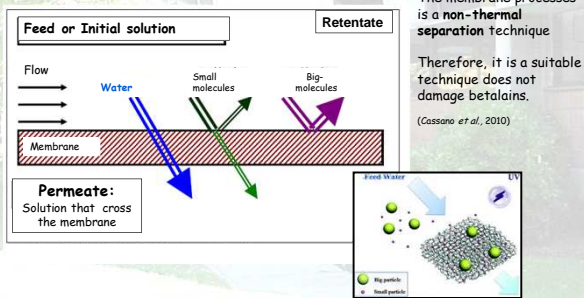 Feed or Initial solution
Retentate
Flow
Water
Small
molecules
Big-
molecules
Membrane
Permeate:
Solution that cross
the membrane
The membrane processes
is a non-thermal
separation technique
Therefore, it is a suitable
technique does not
damage betalains.
(Cassano et al., 2010)
Feed Water
UV
Big particle
Small particle